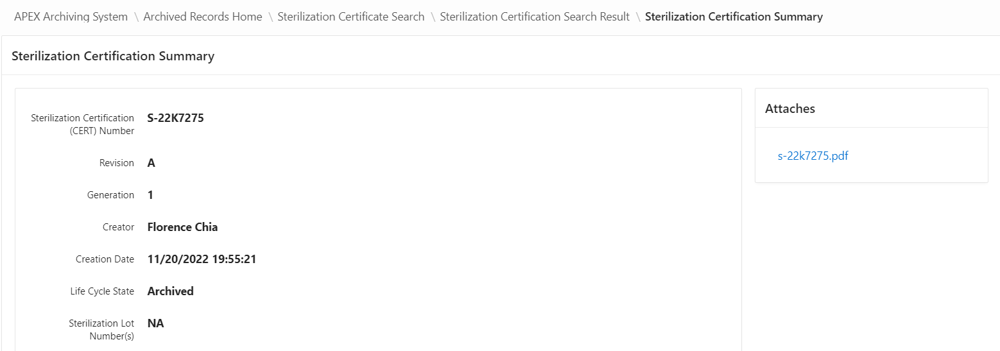 APEX Archiving System \ Archived Records Home \ Sterilization Certificate Search \ Sterilization Certification Search Result \ Sterilization Certification Summary
Sterilization Certification Summary
Sterilization Certification
(CERT) Number
S-22K7275
Revision A
Generation 1
Creator Florence Chia
Creation Date 11/20/2022 19:55:21
Life Cycle State Archived
Sterilization Lot
Number(s)
NA
Attaches
s-22k7275.pdf